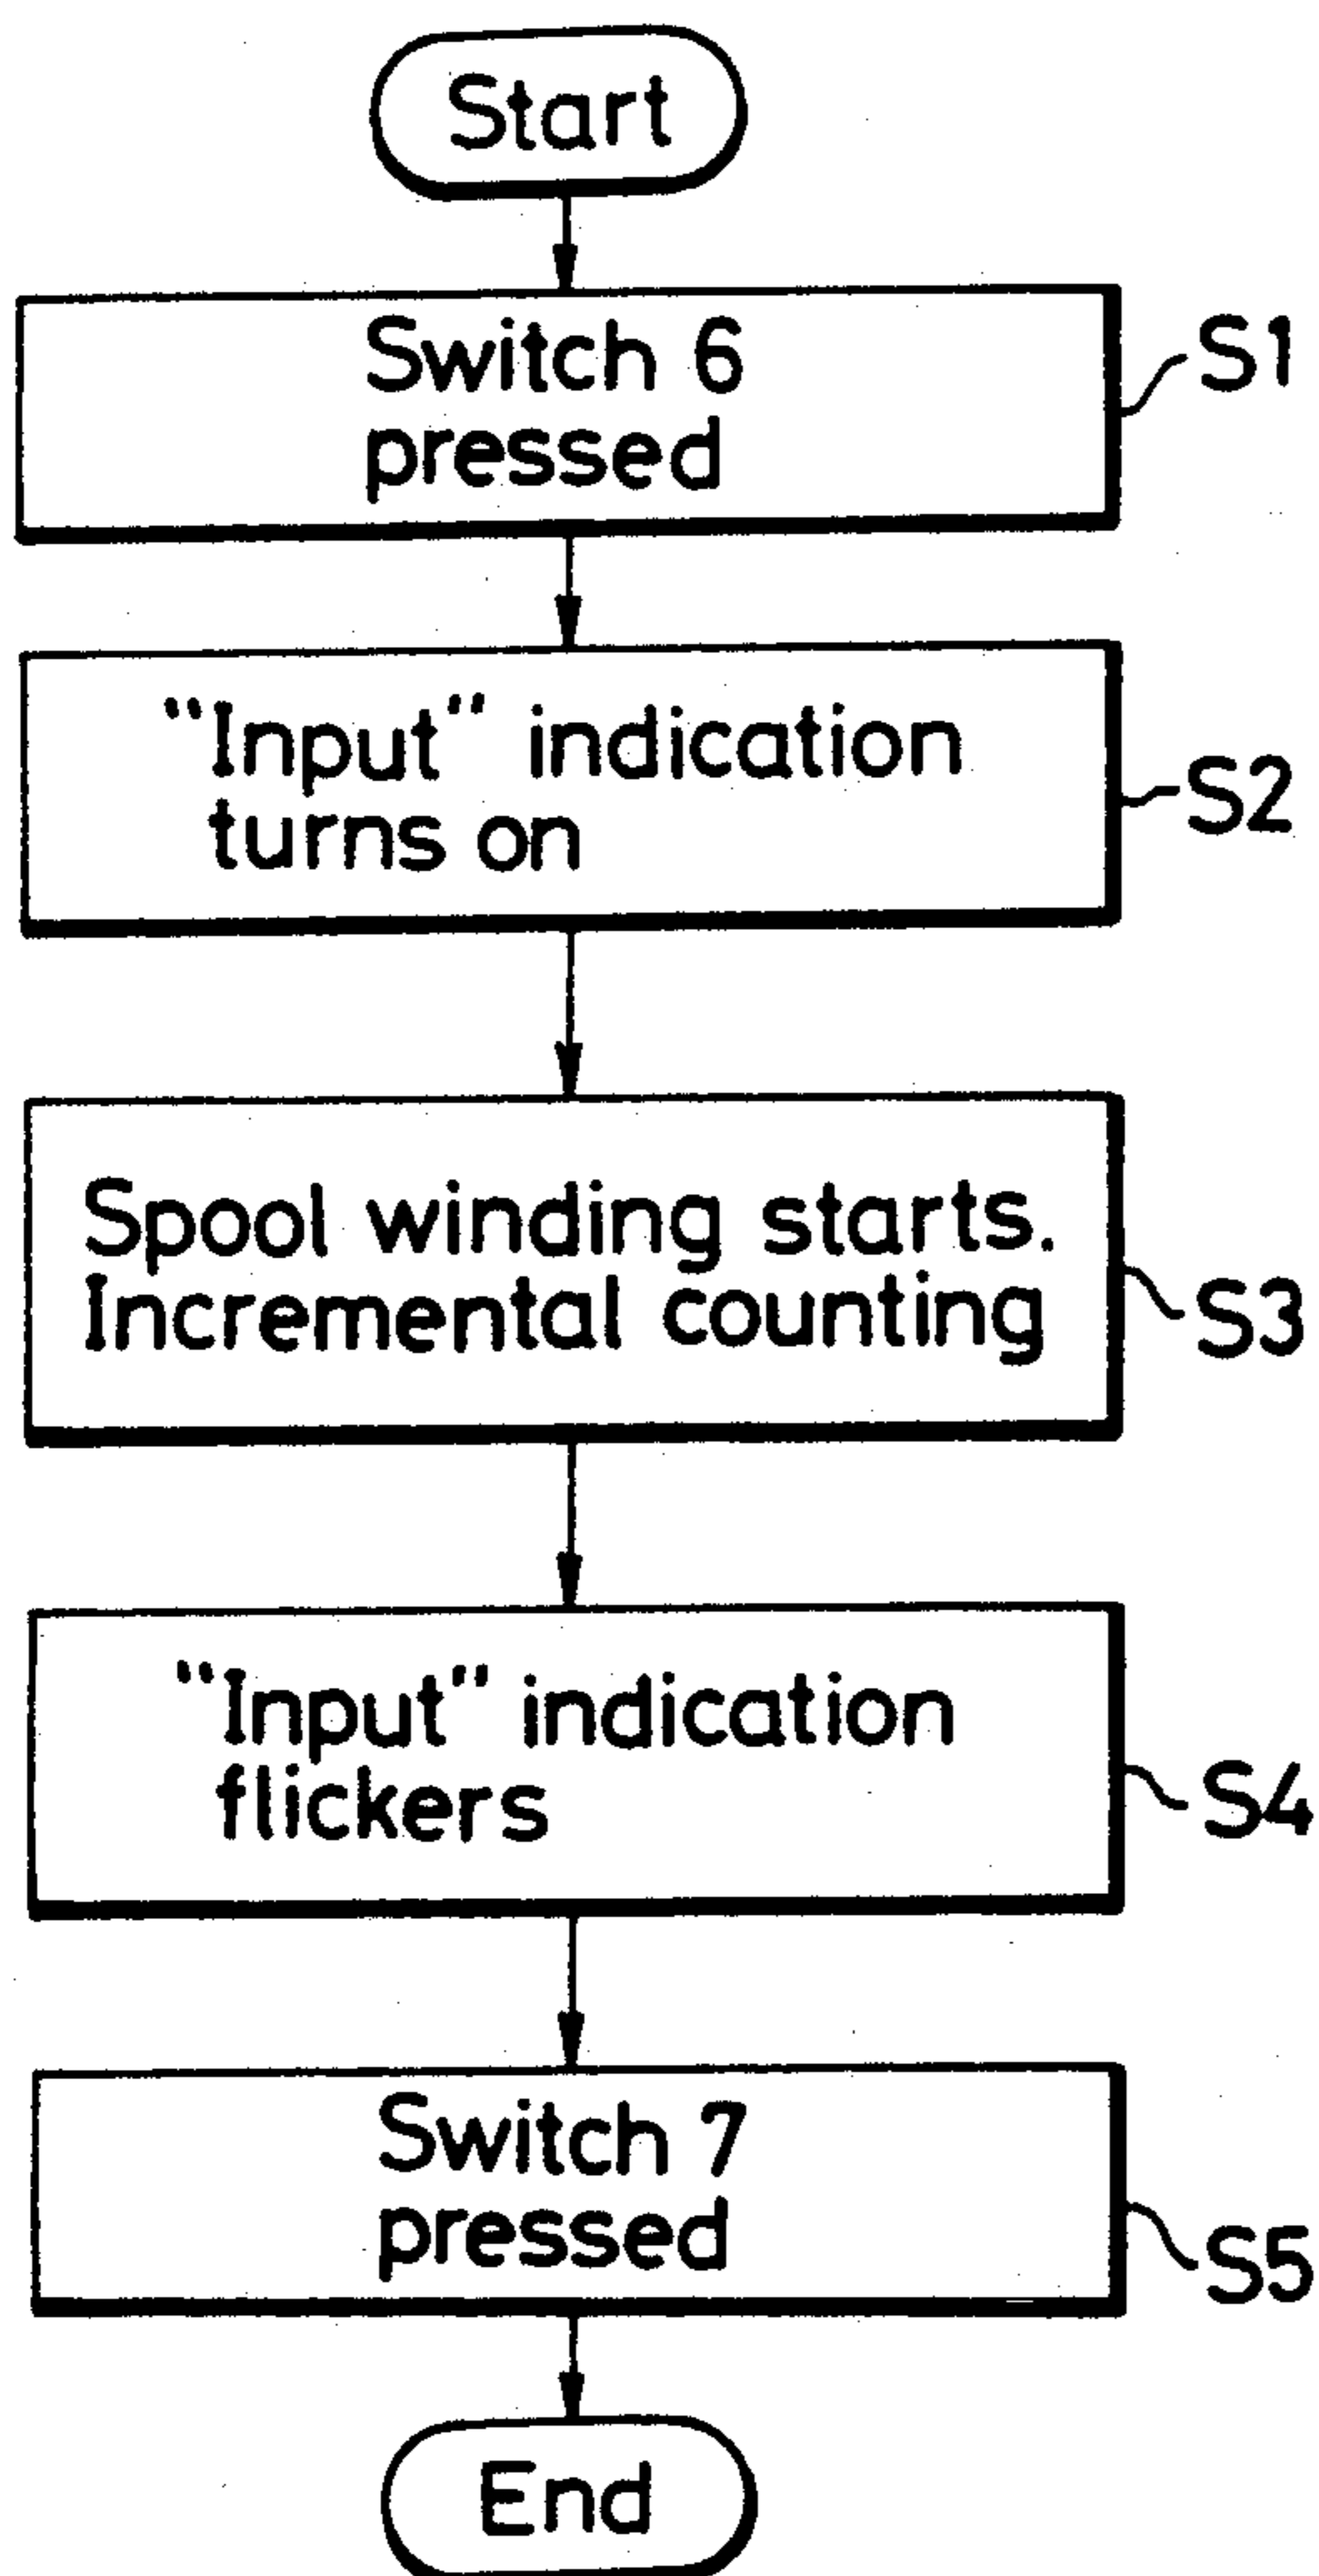 Start
Switch 6
pressed
S1
"Input" indication
turns on
S2
Spool winding starts.
Incremental counting
S3
"Input" indication
flickers
S4
Switch 7
pressed
S5
End